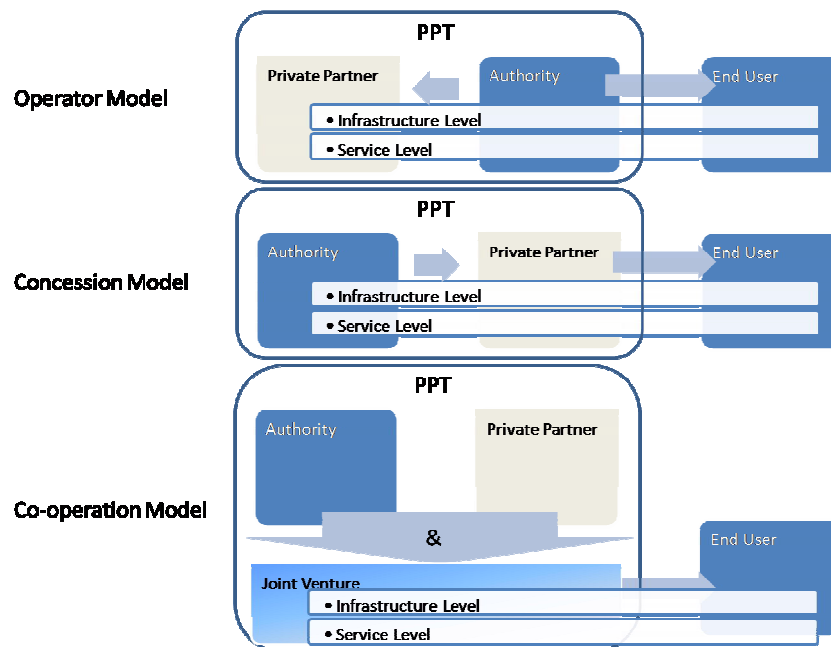 PPT
Operator Model
Private Partner
Authority
End User
• Infrastructure Level
• Service Level
PPT
Concession Model
Authority
Private Partner
End User
• Infrastructure Level
• Service Level
PPT
Co-operation Model
Authority
Private Partner
&
End User
Joint Venture
• Infrastructure Level
• Service Level